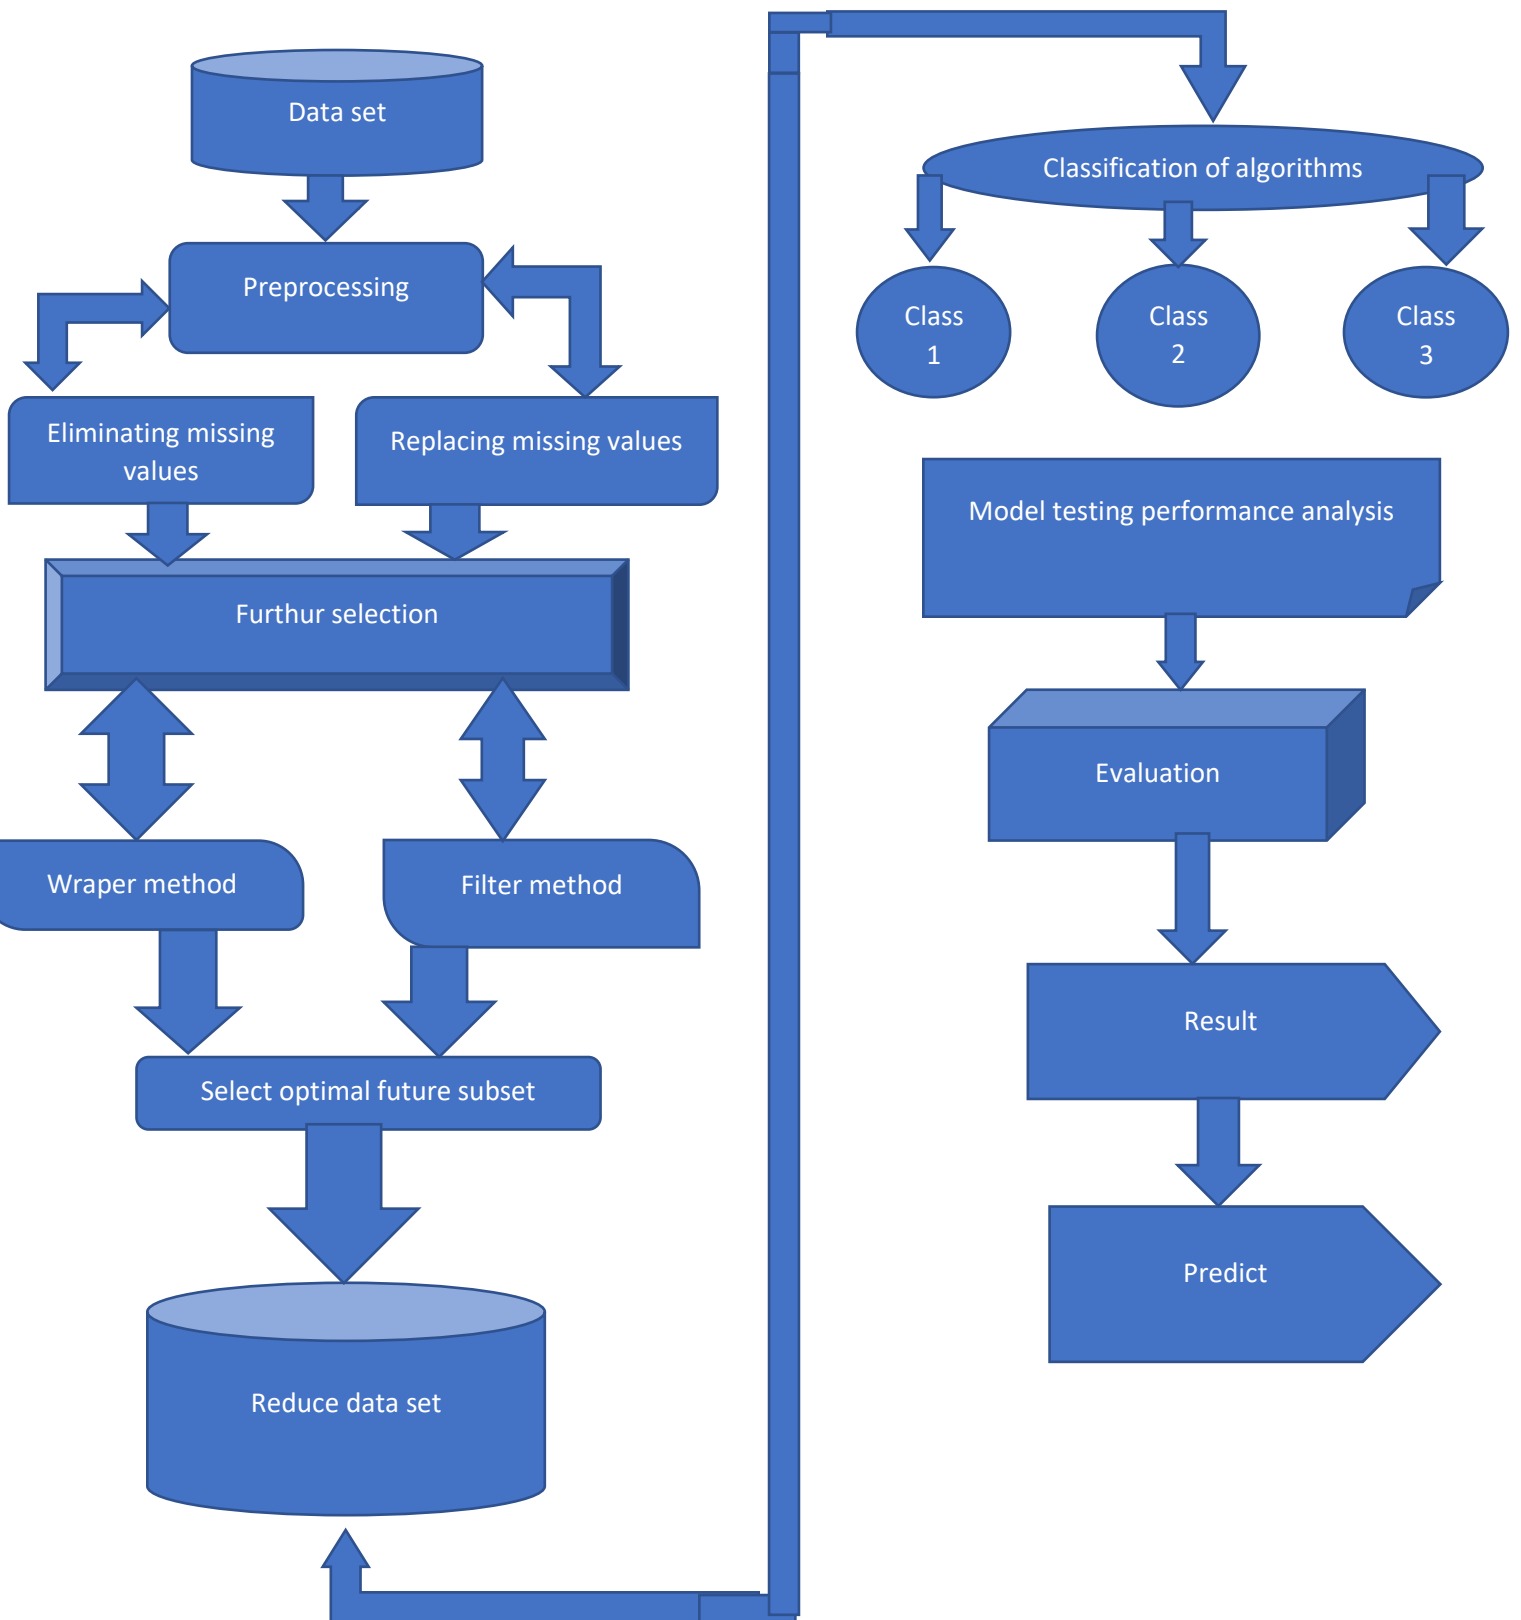 Data set
Preprocessing
Eliminating missing
values
Replacing missing values
Furthur selection
Wraper method
Filter method
Select optimal future subset
Reduce data set
Classification of algorithms
Class
1
Class
2
Class
3
Model testing performance analysis
Evaluation
Result
Predict